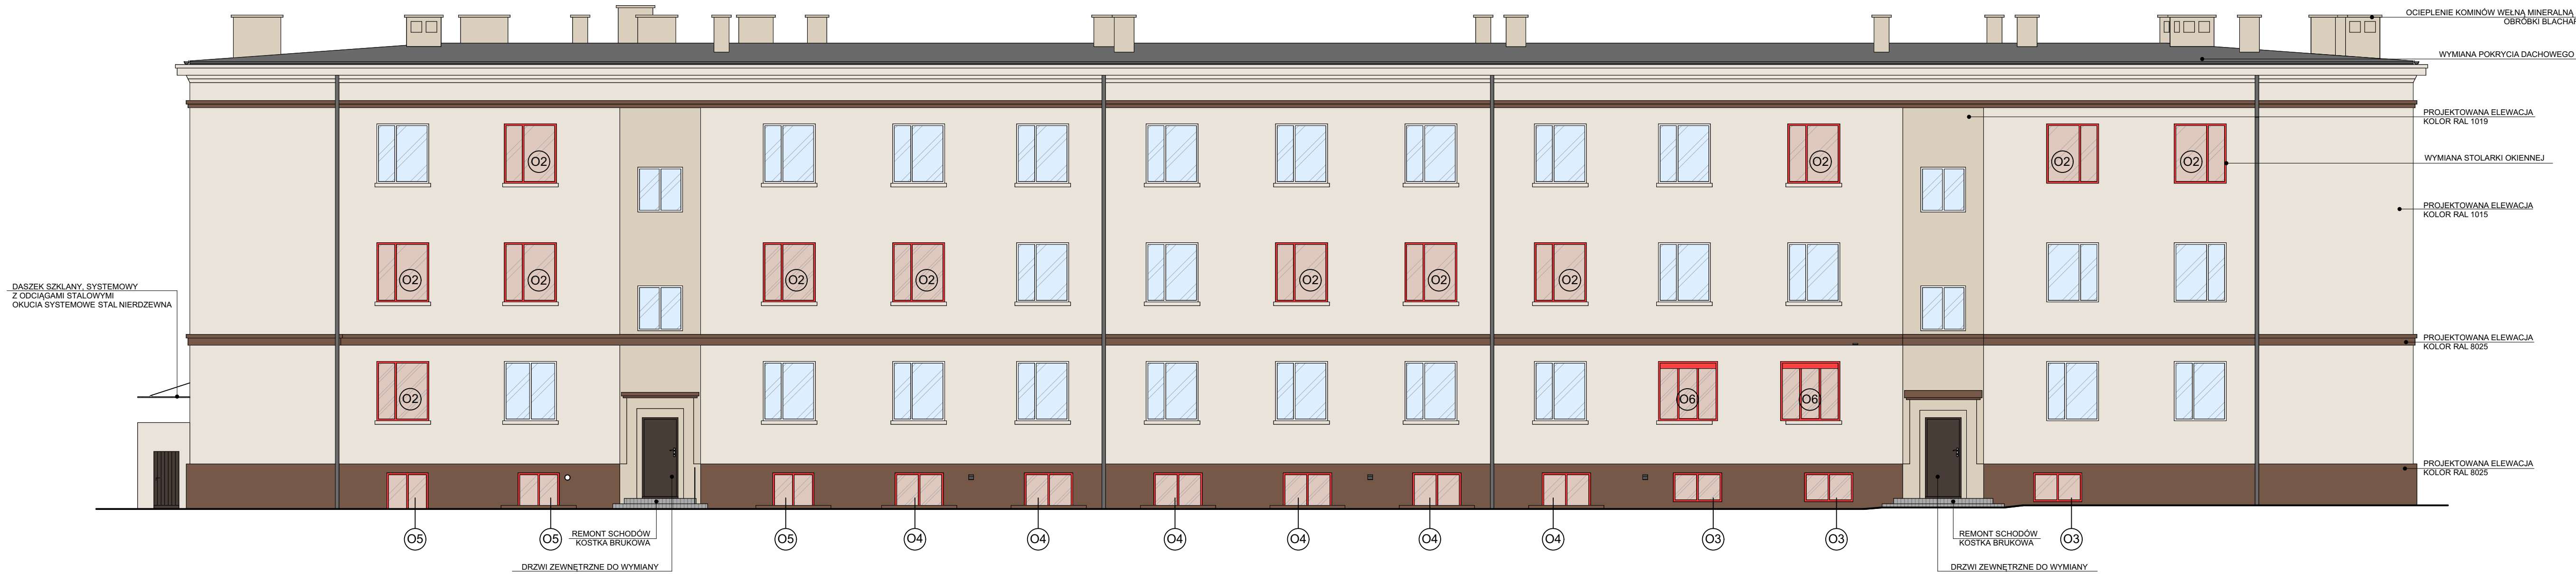 OCIEPLENIE KOMINÓW WEŁNĄ MINERALNĄ
OBRÓBKI
WYMIANA POKRYCIA DACHOWEGO
PROJEKTOWANA ELEWACJA
KOLOR RAL 1019
O2
O2
O2
O2
WYMIANA STOLARKI OKIENNEJ
PROJEKTOWANA ELEWACJA
KOLOR RAL 1015
O2
O2
O2
O2
O2
O2
O2
DASZEK SZKLANY, SYSTEMOWY
Z ODCIĄGAMI STALOWYMI
OKUCIA SYSTEMOWE STAL NIERDZEWNA
PROJEKTOWANA ELEWACJA
KOLOR RAL 8025
O2
O6
O6
PROJEKTOWANA ELEWACJA
KOLOR RAL 8025
O5
O5
REMONT SCHODÓW
KOSTKA BRUKOWA
O5
O4
O4
O4
O4
O4
O4
O3
O3
REMONT SCHODÓW
KOSTKA BRUKOWA
O3
DRZWI ZEWNĘTRZNE DO WYMIANY
DRZWI ZEWNĘTRZNE DO WYMIANY